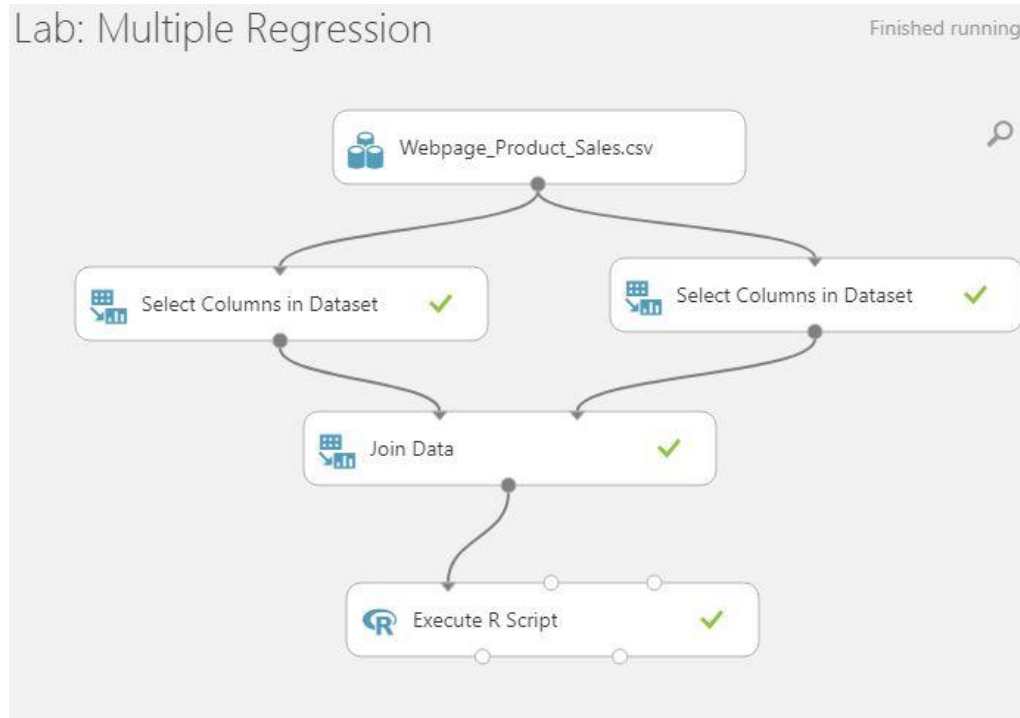 Lab: Multiple Regression
Finished running
Webpage_Product_Sales.csv
Select Columns in Dataset
Select Columns in Dataset
Join Data
R Execute R Script